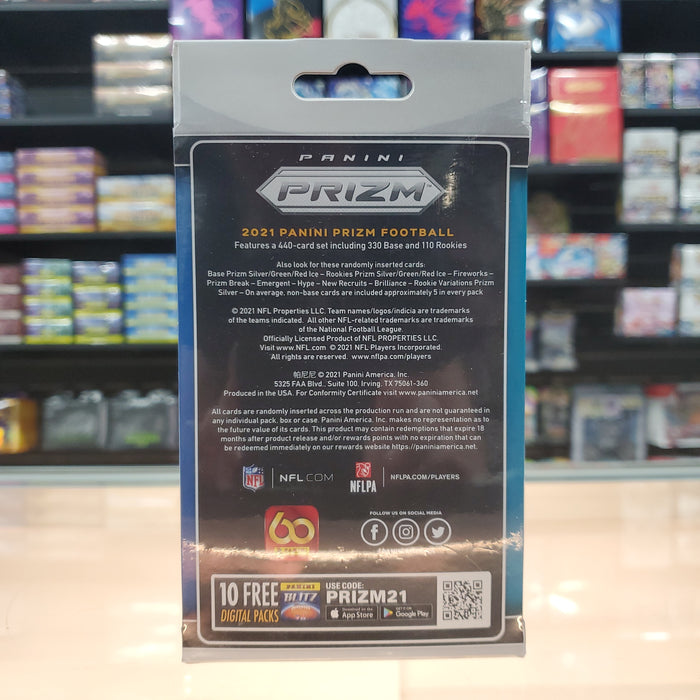 PANINI
PRIZM
2021 PANINI PRIZM FOOTBALL
Features a 440-card set including 330 Base and 110 Rookies
Also look for these randomly inserted cards:
Base Prizm Silver/Green/Red Ice – Rookies Prizm Silver/Green/Red Ice – Fireworks –
Prizm Break – Emergent – Hype – New Recruits – Brilliance – Rookie Variations Prizm
Silver – On average, non-base cards are included approximately 5 in every pack
© 2021 NFL Properties LLC. Team names/logos/indicia are trademarks
of the teams indicated. All other NFL-related trademarks are trademarks
of the National Football League.
Officially Licensed Product of NFL PROPERTIES LLC.
Visit www.NFL.com © 2021 NFL Players Incorporated.
All rights are reserved. www.nflpa.com/players
帕尼尼 © 2021 Panini America, Inc.
5325 FAA Blvd., Suite 100, Irving, TX 75061-360
Produced in the USA. For Conformity Certificate visit www.paniniamerica.net
All cards are randomly inserted across the production run and are not guaranteed in
any individual pack, box or case. Panini America, Inc. makes no representation as to
the future value of its cards. This product may contain redemptions that expire 18
months after product release and/or rewards points with no expiration that can
be redeemed immediately on our rewards website https://paniniamerica.net.
NFL NFL.COM NFLPA NFLPA.COM/PLAYERS
FOLLOW US ON SOCIAL MEDIA
60
10 FREE
DIGITAL PACKS
PANINI
BLITZ
USE CODE:
PRIZM21
Download on the
App Store
GET IT ON
Google Play